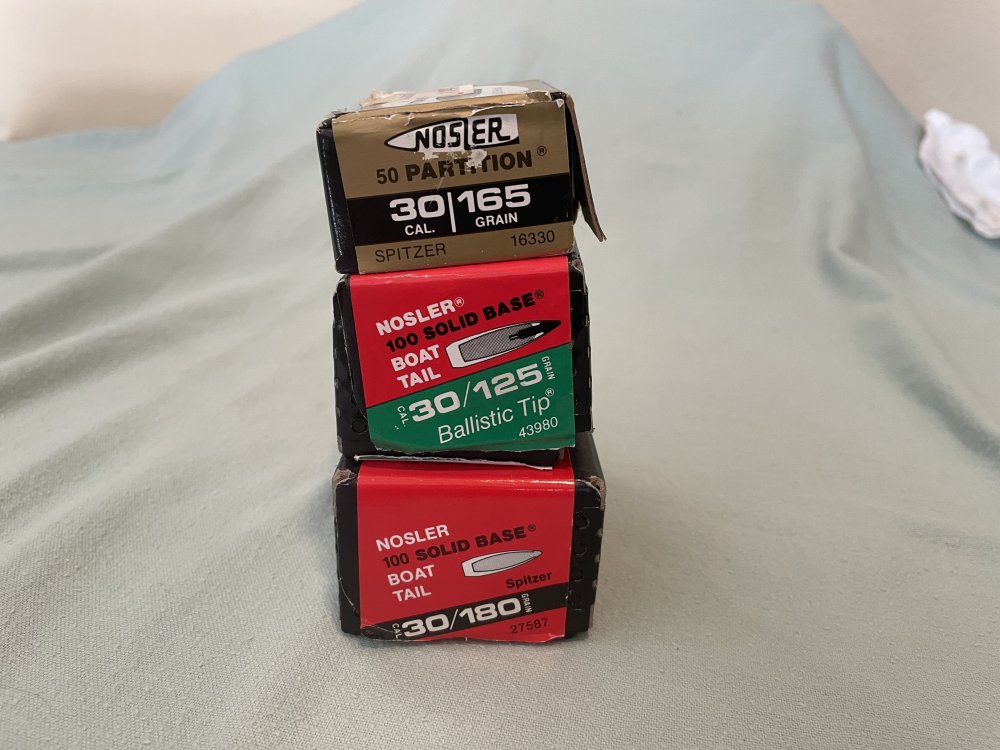 NOSLER
50 PARTITION®
30|165
CAL. GRAIN
SPITZER 16330
NOSLER®
100 SOLID BASE®
BOAT
TAIL
CAL. 30/125 GRAIN
Ballistic Tip®
43980
NOSLER
100 SOLID BASE®
BOAT
TAIL
Spitzer
CAL. 30/180 GRAIN
27587